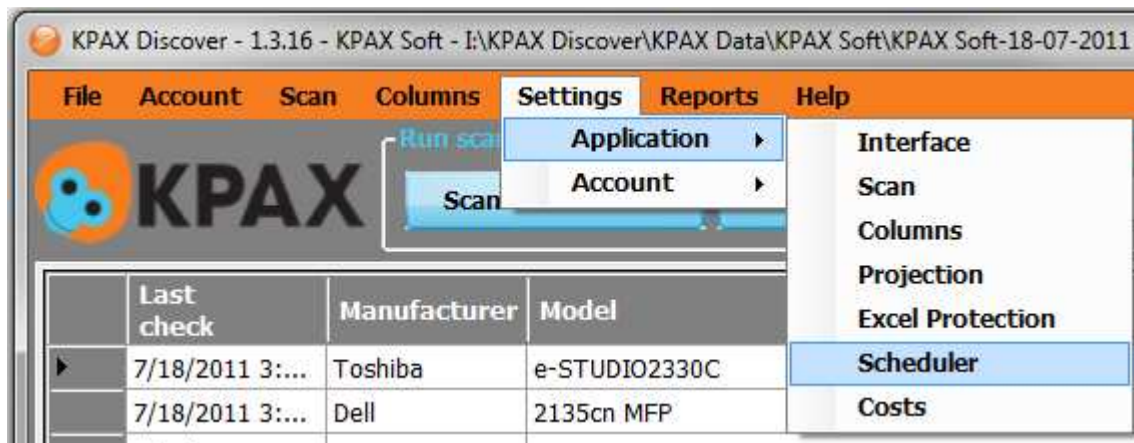 KPAX Discover - 1.3.16 - KPAX Soft - I:\KPAX Discover\KPAX Data\KPAX Soft\KPAX Soft-18-07-2011
File Account Scan Columns Settings Reports Help
KPAX
Run
Scan
Application
Account
Interface
Scan
Columns
Projection
Excel Protection
Scheduler
Costs
Last check Manufacturer Model
7/18/2011 3:... Toshiba e-STUDIO2330C
7/18/2011 3:... Dell 2135cn MFP